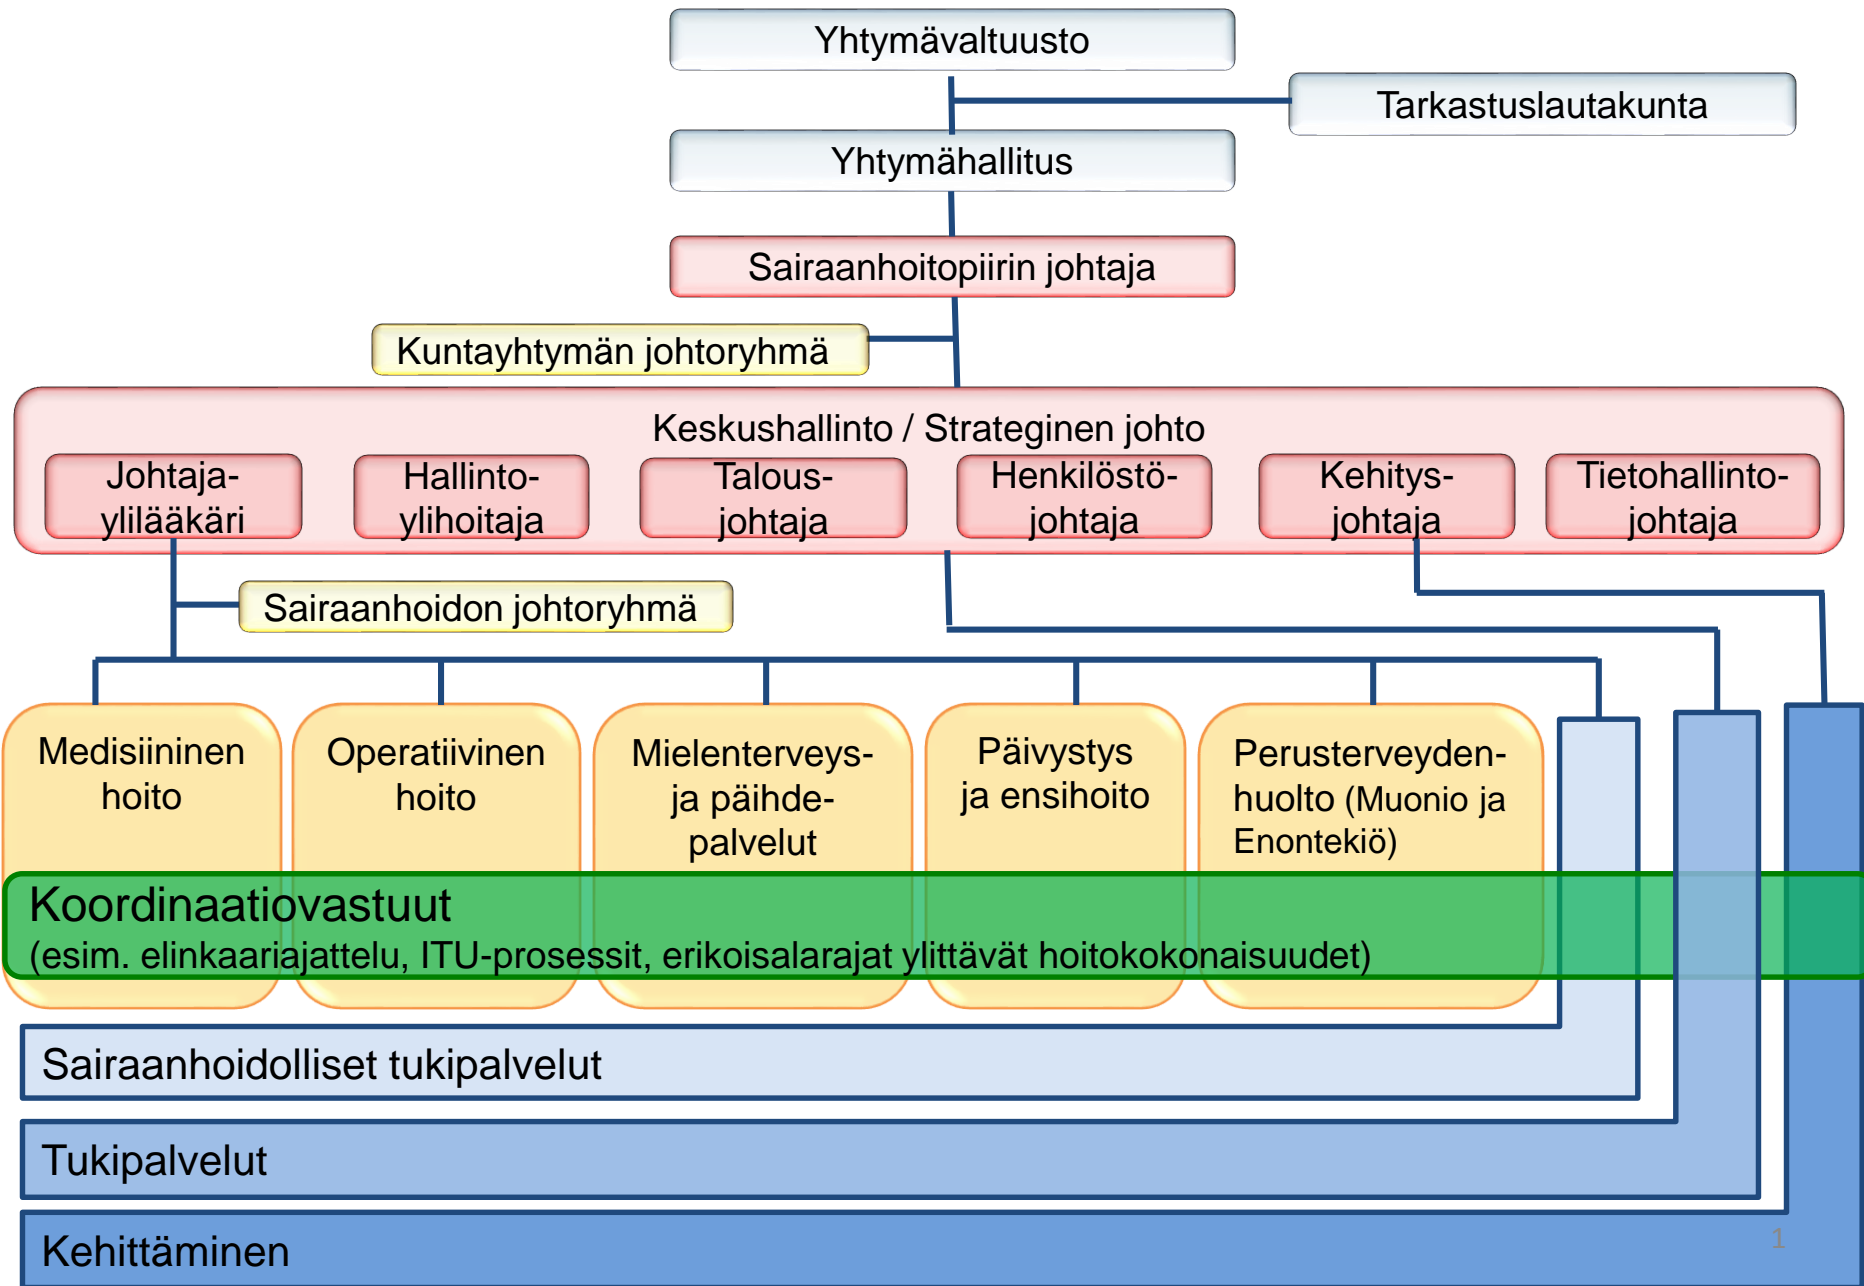 Yhtymävaltuusto
Tarkastuslautakunta
Yhtymähallitus
Sairaanhoitopiirin johtaja
Kuntayhtymän johtoryhmä
Keskushallinto / Strateginen johto
Johtaja-
ylilääkäri
Hallinto-
ylihoitaja
Talous-
johtaja
Henkilöstö-
johtaja
Kehitys-
johtaja
Tietohallinto-
johtaja
Sairaanhoidon johtoryhmä
Medisiininen
hoito
Operatiivinen
hoito
Mielenterveys-
ja päihde-
palvelut
Päivystys
ja ensihoito
Perusterveyden-
huolto (Muonio ja
Enontekiö)
Koordinaatiovastuut
(esim. elinkaariajattelu, ITU-prosessit, erikoisalarajat ylittävät hoitokokonaisuudet)
Sairaanhoidolliset tukipalvelut
Tukipalvelut
Kehittäminen
1